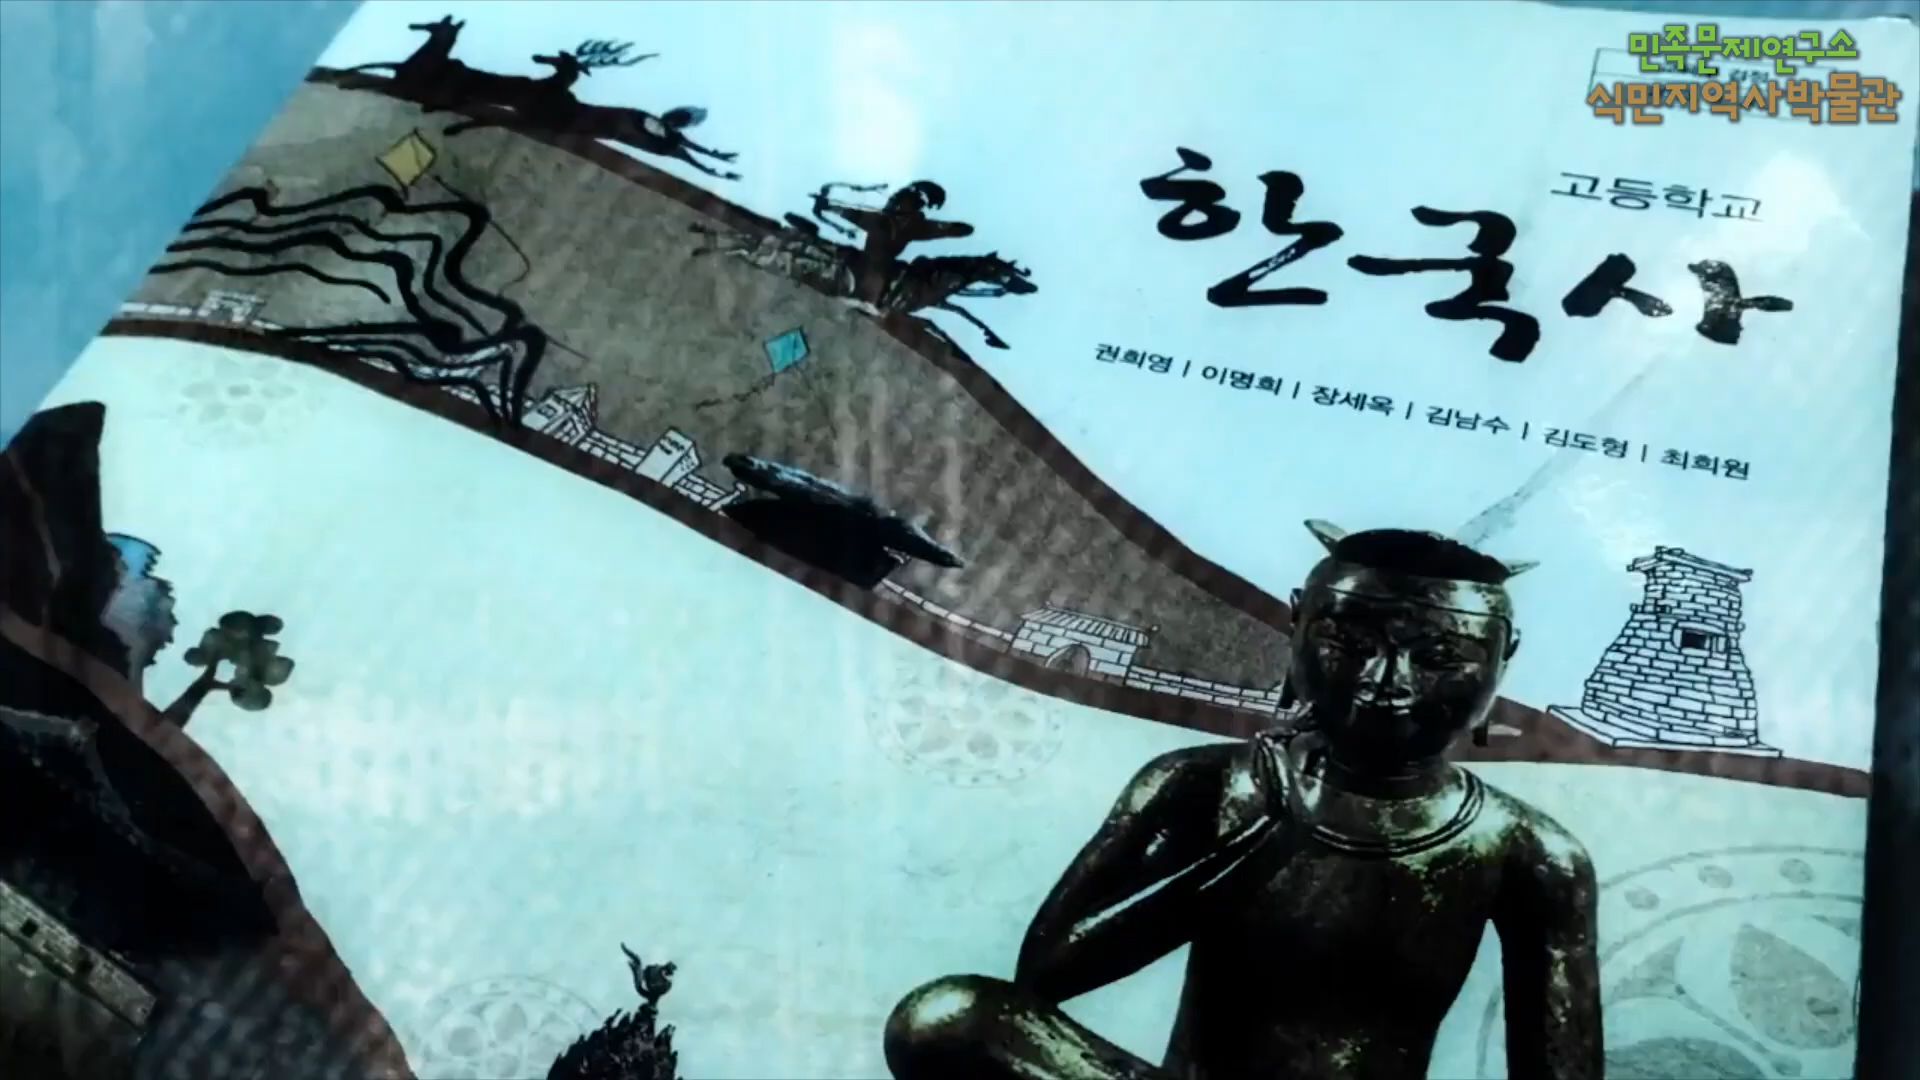 민족문제연구소
식민지역사박물관
고등학교
한국사
권희영 | 이명희 | 장세옥 | 김남수 | 김도형 | 최희원